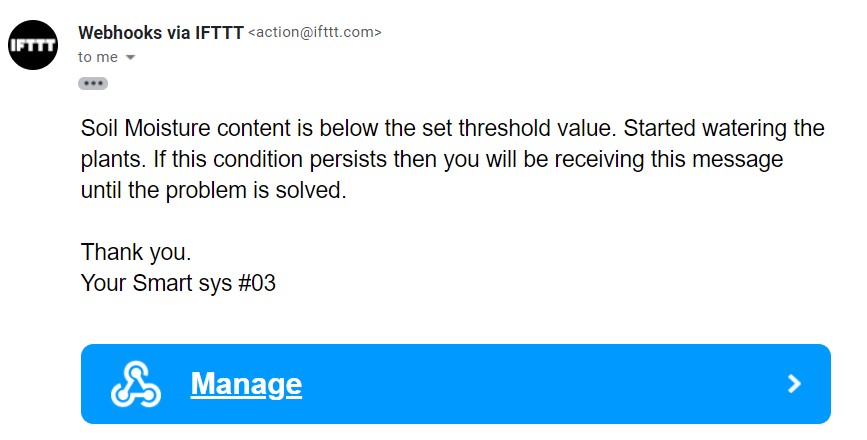 IFTTT
Webhooks via IFTTT <action@ifttt.com>
to me
Soil Moisture content is below the set threshold value. Started watering the
plants. If this condition persists then you will be receiving this message
until the problem is solved.
Thank you.
Your Smart sys #03
Manage